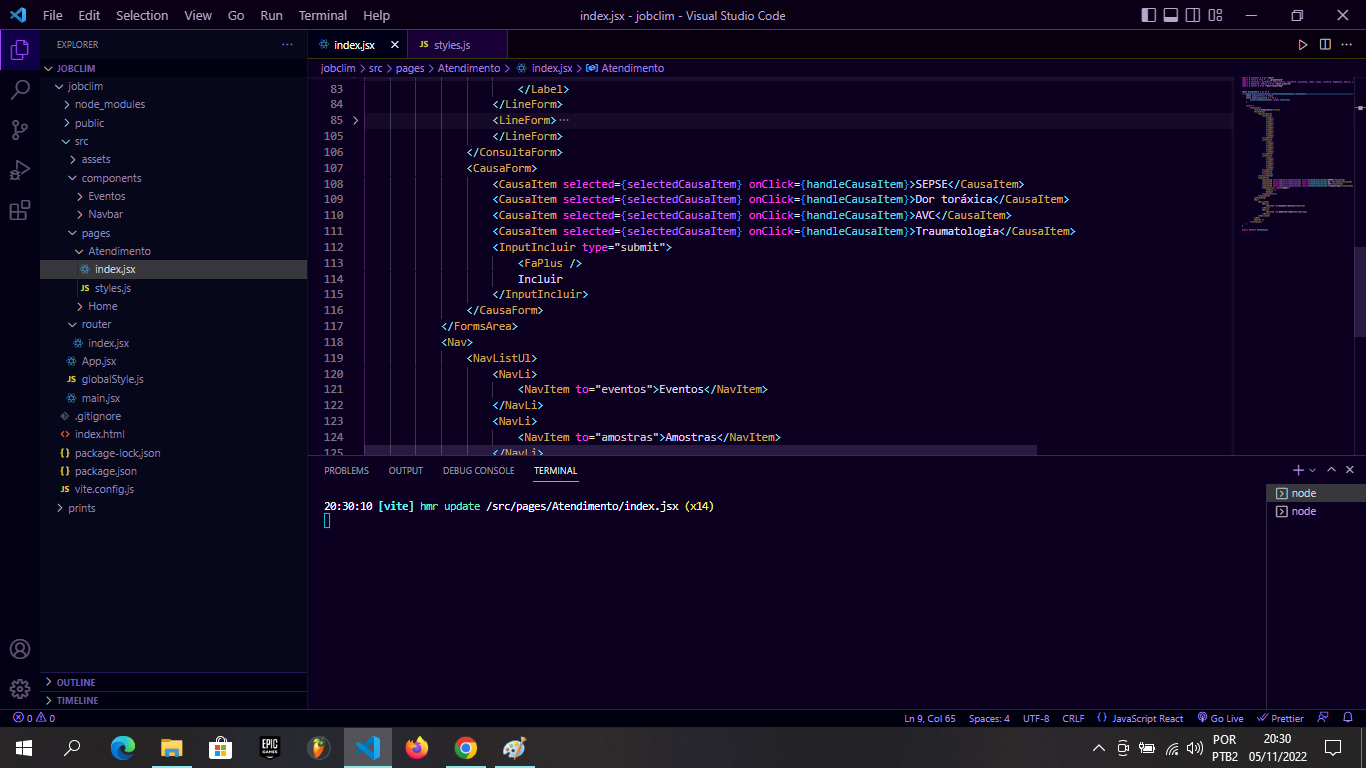 File Edit Selection View Go Run Terminal Help index.jsx - jobclim - Visual Studio Code
EXPLORER
JOBCLIM
jobclim
node_modules
public
src
assets
components
Eventos
Navbar
pages
Atendimento
index.jsx
JS styles.js
Home
router
index.jsx
App.jsx
JS globalStyle.js
main.jsx
.gitignore
index.html
{} package-lock.json
{} package.json
JS vite.config.js
prints
OUTLINE
TIMELINE
index.jsx JS styles.js
jobclim > src > pages > Atendimento > index.jsx > Atendimento
83 </Label>
84 </LineForm>
85 <LineForm>⋯
105 </LineForm>
106 </ConsultaForm>
107 <CausaForm>
108 <CausaItem selected={selectedCausaItem} onClick={handleCausaItem}>SEPSE</CausaItem>
109 <CausaItem selected={selectedCausaItem} onClick={handleCausaItem}>Dor toráxica</CausaItem>
110 <CausaItem selected={selectedCausaItem} onClick={handleCausaItem}>AVC</CausaItem>
111 <CausaItem selected={selectedCausaItem} onClick={handleCausaItem}>Traumatologia</CausaItem>
112 <InputIncluir type="submit">
113 <FaPlus />
114 Incluir
115 </InputIncluir>
116 </CausaForm>
117 </FormsArea>
118 <Nav>
119 <NavListUl>
120 <NavLi>
121 <NavItem to="eventos">Eventos</NavItem>
122 </NavLi>
123 <NavLi>
124 <NavItem to="amostras">Amostras</NavItem>
125 </NavLi>
PROBLEMS OUTPUT DEBUG CONSOLE TERMINAL
20:30:10 [vite] hmr update /src/pages/Atendimento/index.jsx (x14)
node
node
0 0 Ln 9, Col 65 Spaces: 4 UTF-8 CRLF {} JavaScript React Go Live Prettier
EPIC GAMES
POR
PTB2
20:30
05/11/2022